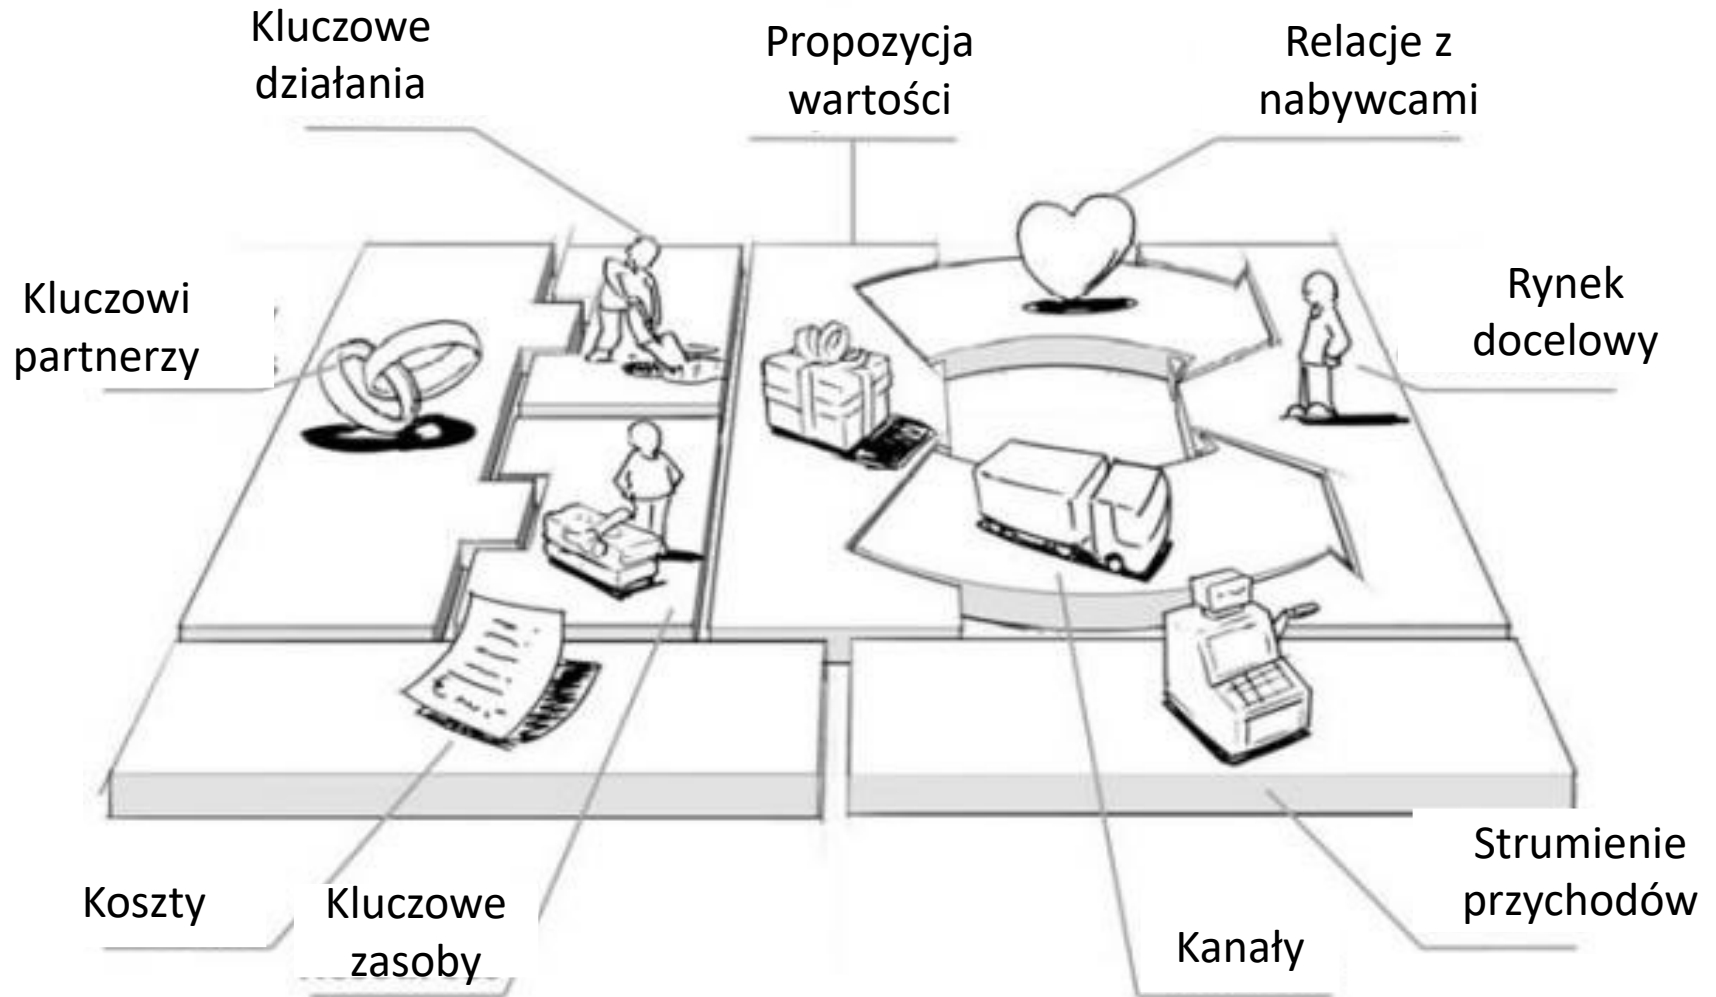 Kluczowe
działania
Propozycja
wartości
Relacje z
nabywcami
Kluczowi
partnerzy
Rynek
docelowy
Strumienie
przychodów
Koszty
Kluczowe
zasoby
Kanały